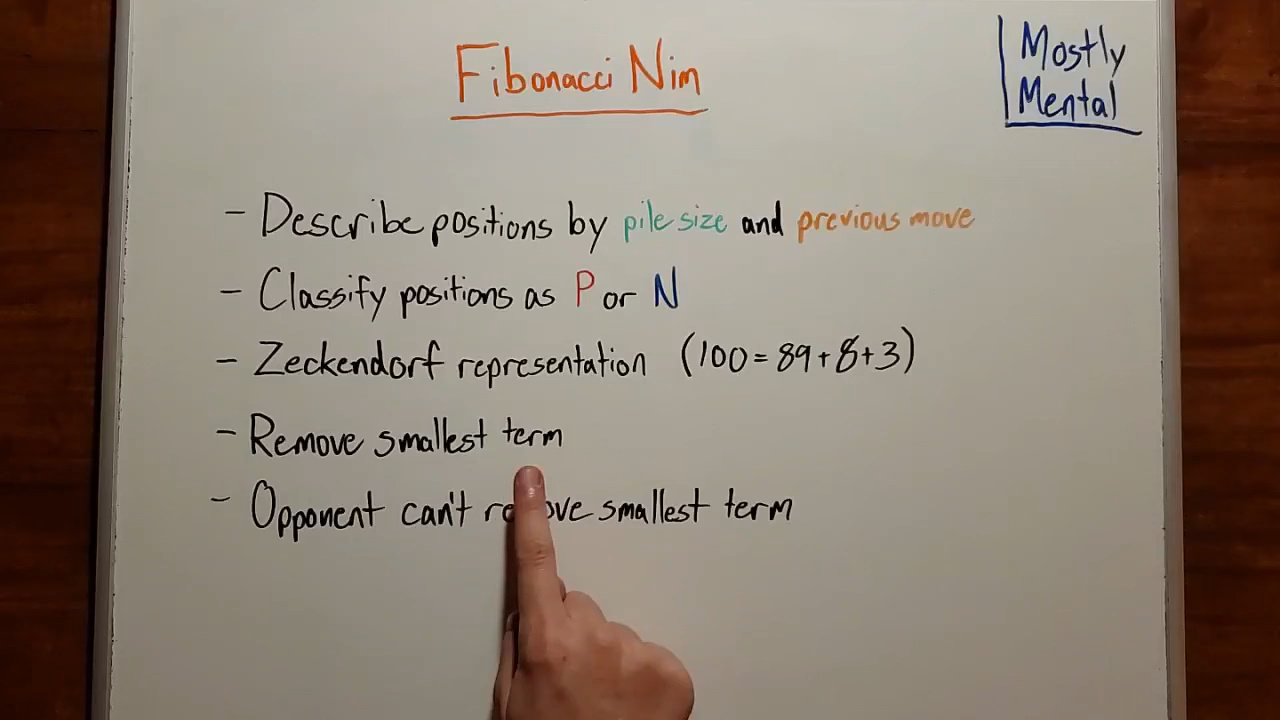 Fibonacci Nim
Mostly
Mental
- Describe positions by pile size and previous move
- Classify positions as P or N
- Zeckendorf representation (100 = 89 + 8 + 3)
- Remove smallest term
- Opponent can't remove smallest term